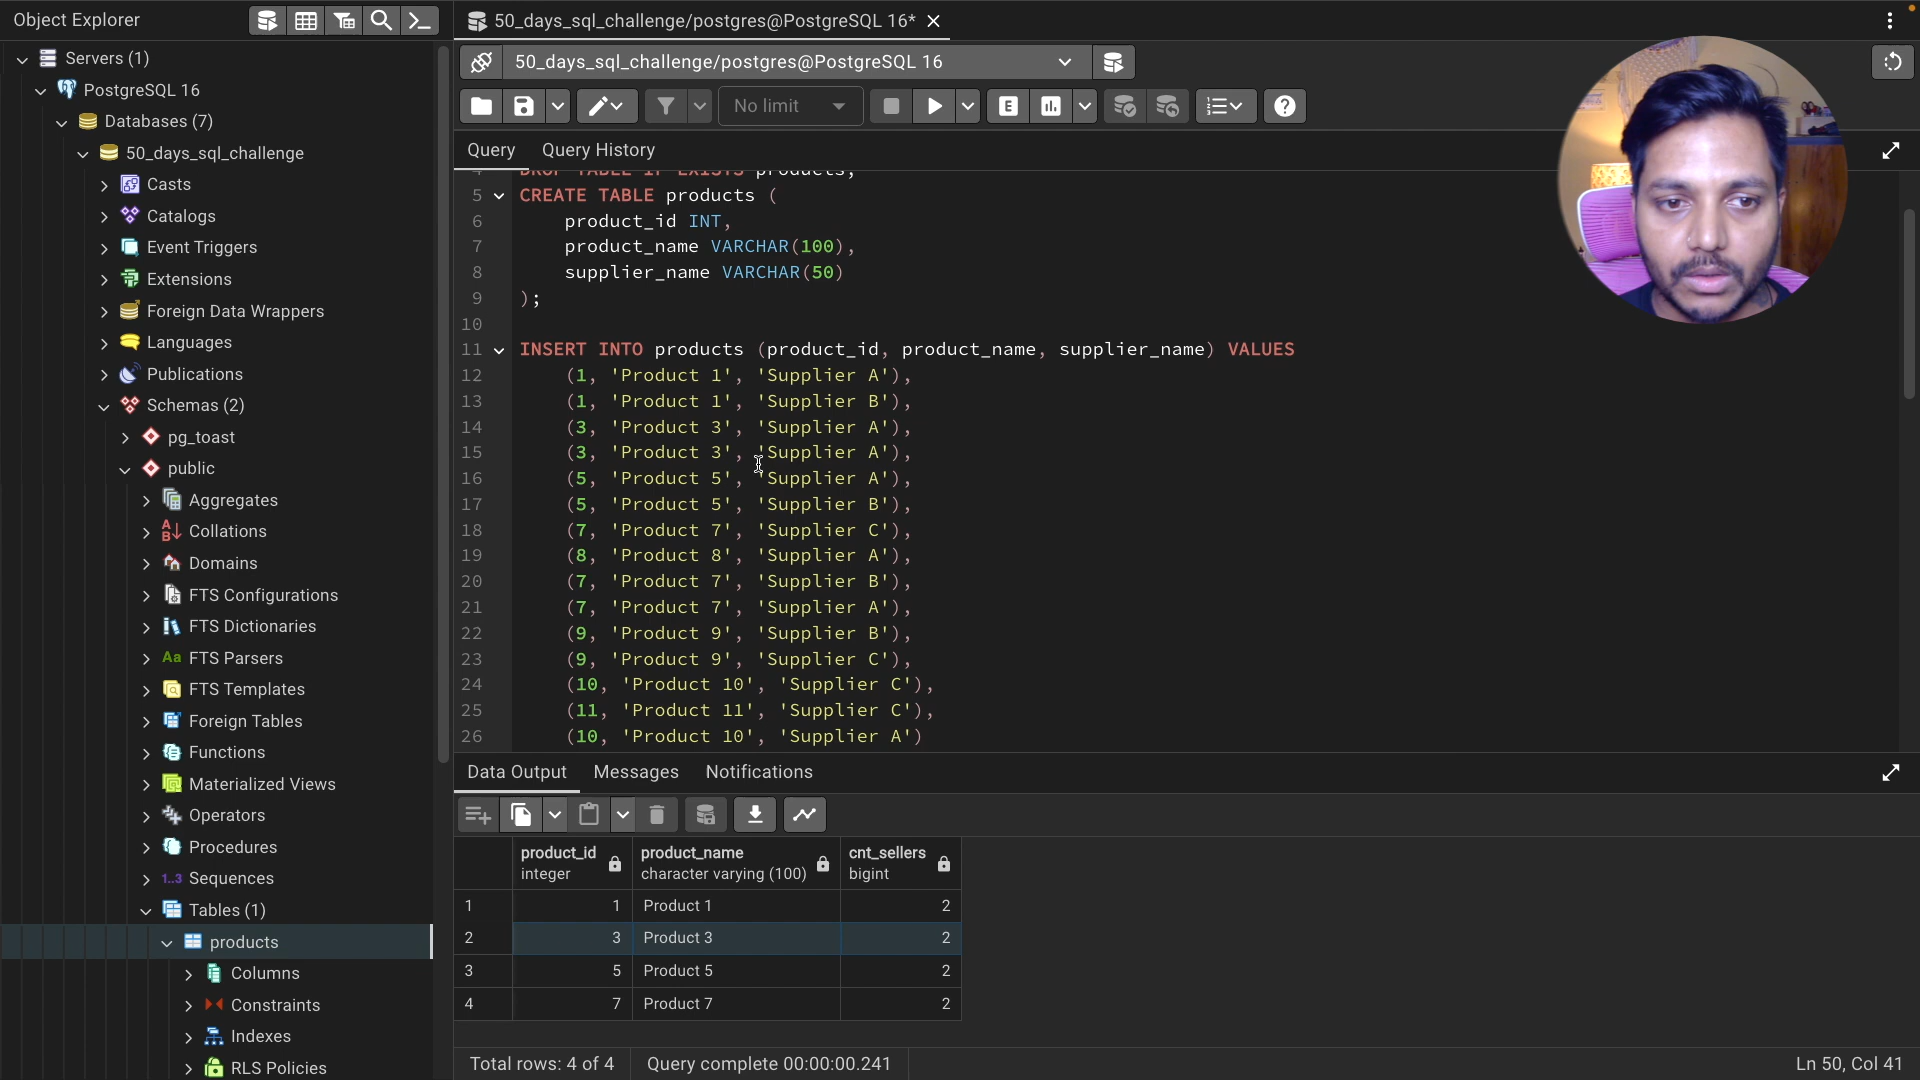 Object Explorer
Servers (1)
PostgreSQL 16
Databases (7)
50_days_sql_challenge
Casts
Catalogs
Event Triggers
Extensions
Foreign Data Wrappers
Languages
Publications
Schemas (2)
pg_toast
public
Aggregates
Collations
Domains
FTS Configurations
FTS Dictionaries
Aa FTS Parsers
FTS Templates
Foreign Tables
Functions
Materialized Views
Operators
Procedures
1..3 Sequences
Tables (1)
products
Columns
Constraints
Indexes
RLS Policies
50_days_sql_challenge/postgres@PostgreSQL 16*
50_days_sql_challenge/postgres@PostgreSQL 16
No limit
E
Query Query History
4 DROP TABLE IF EXISTS products;
5 CREATE TABLE products (
6 product_id INT,
7 product_name VARCHAR(100),
8 supplier_name VARCHAR(50)
9 );
10
11 INSERT INTO products (product_id, product_name, supplier_name) VALUES
12 (1, 'Product 1', 'Supplier A'),
13 (1, 'Product 1', 'Supplier B'),
14 (3, 'Product 3', 'Supplier A'),
15 (3, 'Product 3', 'Supplier A'),
16 (5, 'Product 5', 'Supplier A'),
17 (5, 'Product 5', 'Supplier B'),
18 (7, 'Product 7', 'Supplier C'),
19 (8, 'Product 8', 'Supplier A'),
20 (7, 'Product 7', 'Supplier B'),
21 (7, 'Product 7', 'Supplier A'),
22 (9, 'Product 9', 'Supplier B'),
23 (9, 'Product 9', 'Supplier C'),
24 (10, 'Product 10', 'Supplier C'),
25 (11, 'Product 11', 'Supplier C'),
26 (10, 'Product 10', 'Supplier A')
Data Output Messages Notifications
product_id product_name cnt_sellers
integer character varying (100) bigint
1 1 Product 1 2
2 3 Product 3 2
3 5 Product 5 2
4 7 Product 7 2
Total rows: 4 of 4 Query complete 00:00:00.241 Ln 50, Col 41